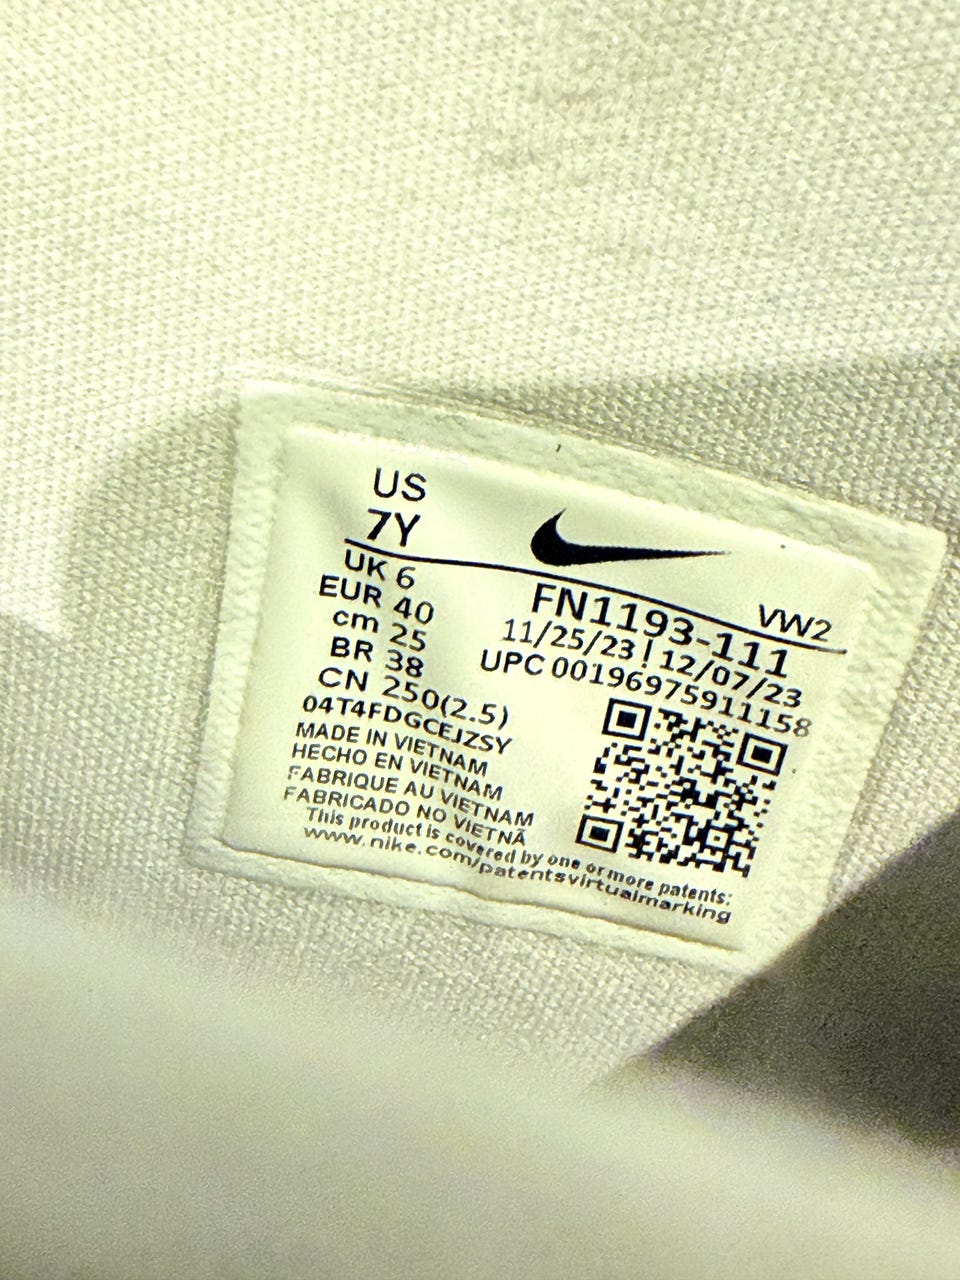 US
7Y
UK 6
EUR 40
cm 25
BR 38
CN 250(2.5)
04T4FDGCEJZSY
MADE IN VIETNAM
HECHO EN VIETNAM
FABRIQUE AU VIETNAM
FABRICADO NO VIETNÃ
This product is covered by one or more patents:
www.nike.com/patentsvirtualmarking
VW2
FN1193-111
11/25/23 | 12/07/23
UPC 00196975911158